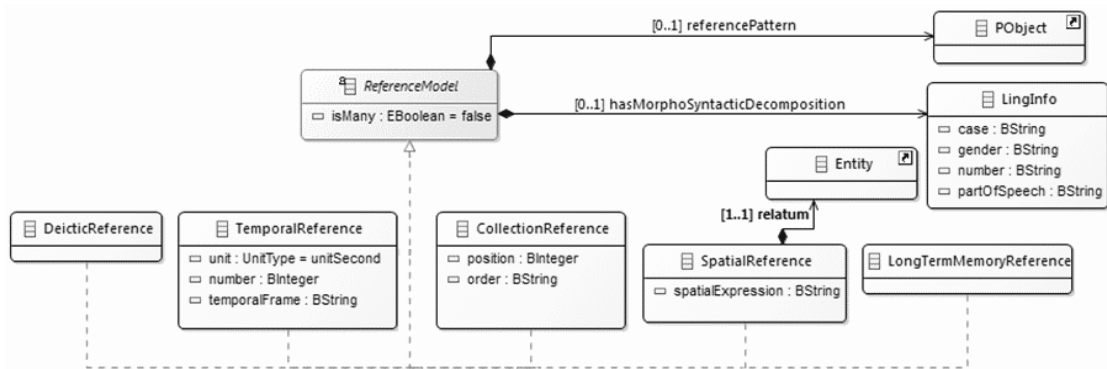 [0..1] referencePattern
PObject
ReferenceModel
isMany : EBoolean = false
[0..1] hasMorphoSyntacticDecomposition
LingInfo
case : BString
gender : BString
number : BString
partOfSpeech : BString
Entity
[1..1] relatum
DeicticReference
TemporalReference
unit : UnitType = unitSecond
number : BInteger
temporalFrame : BString
CollectionReference
position : BInteger
order : BString
SpatialReference
spatialExpression : BString
LongTermMemoryReference